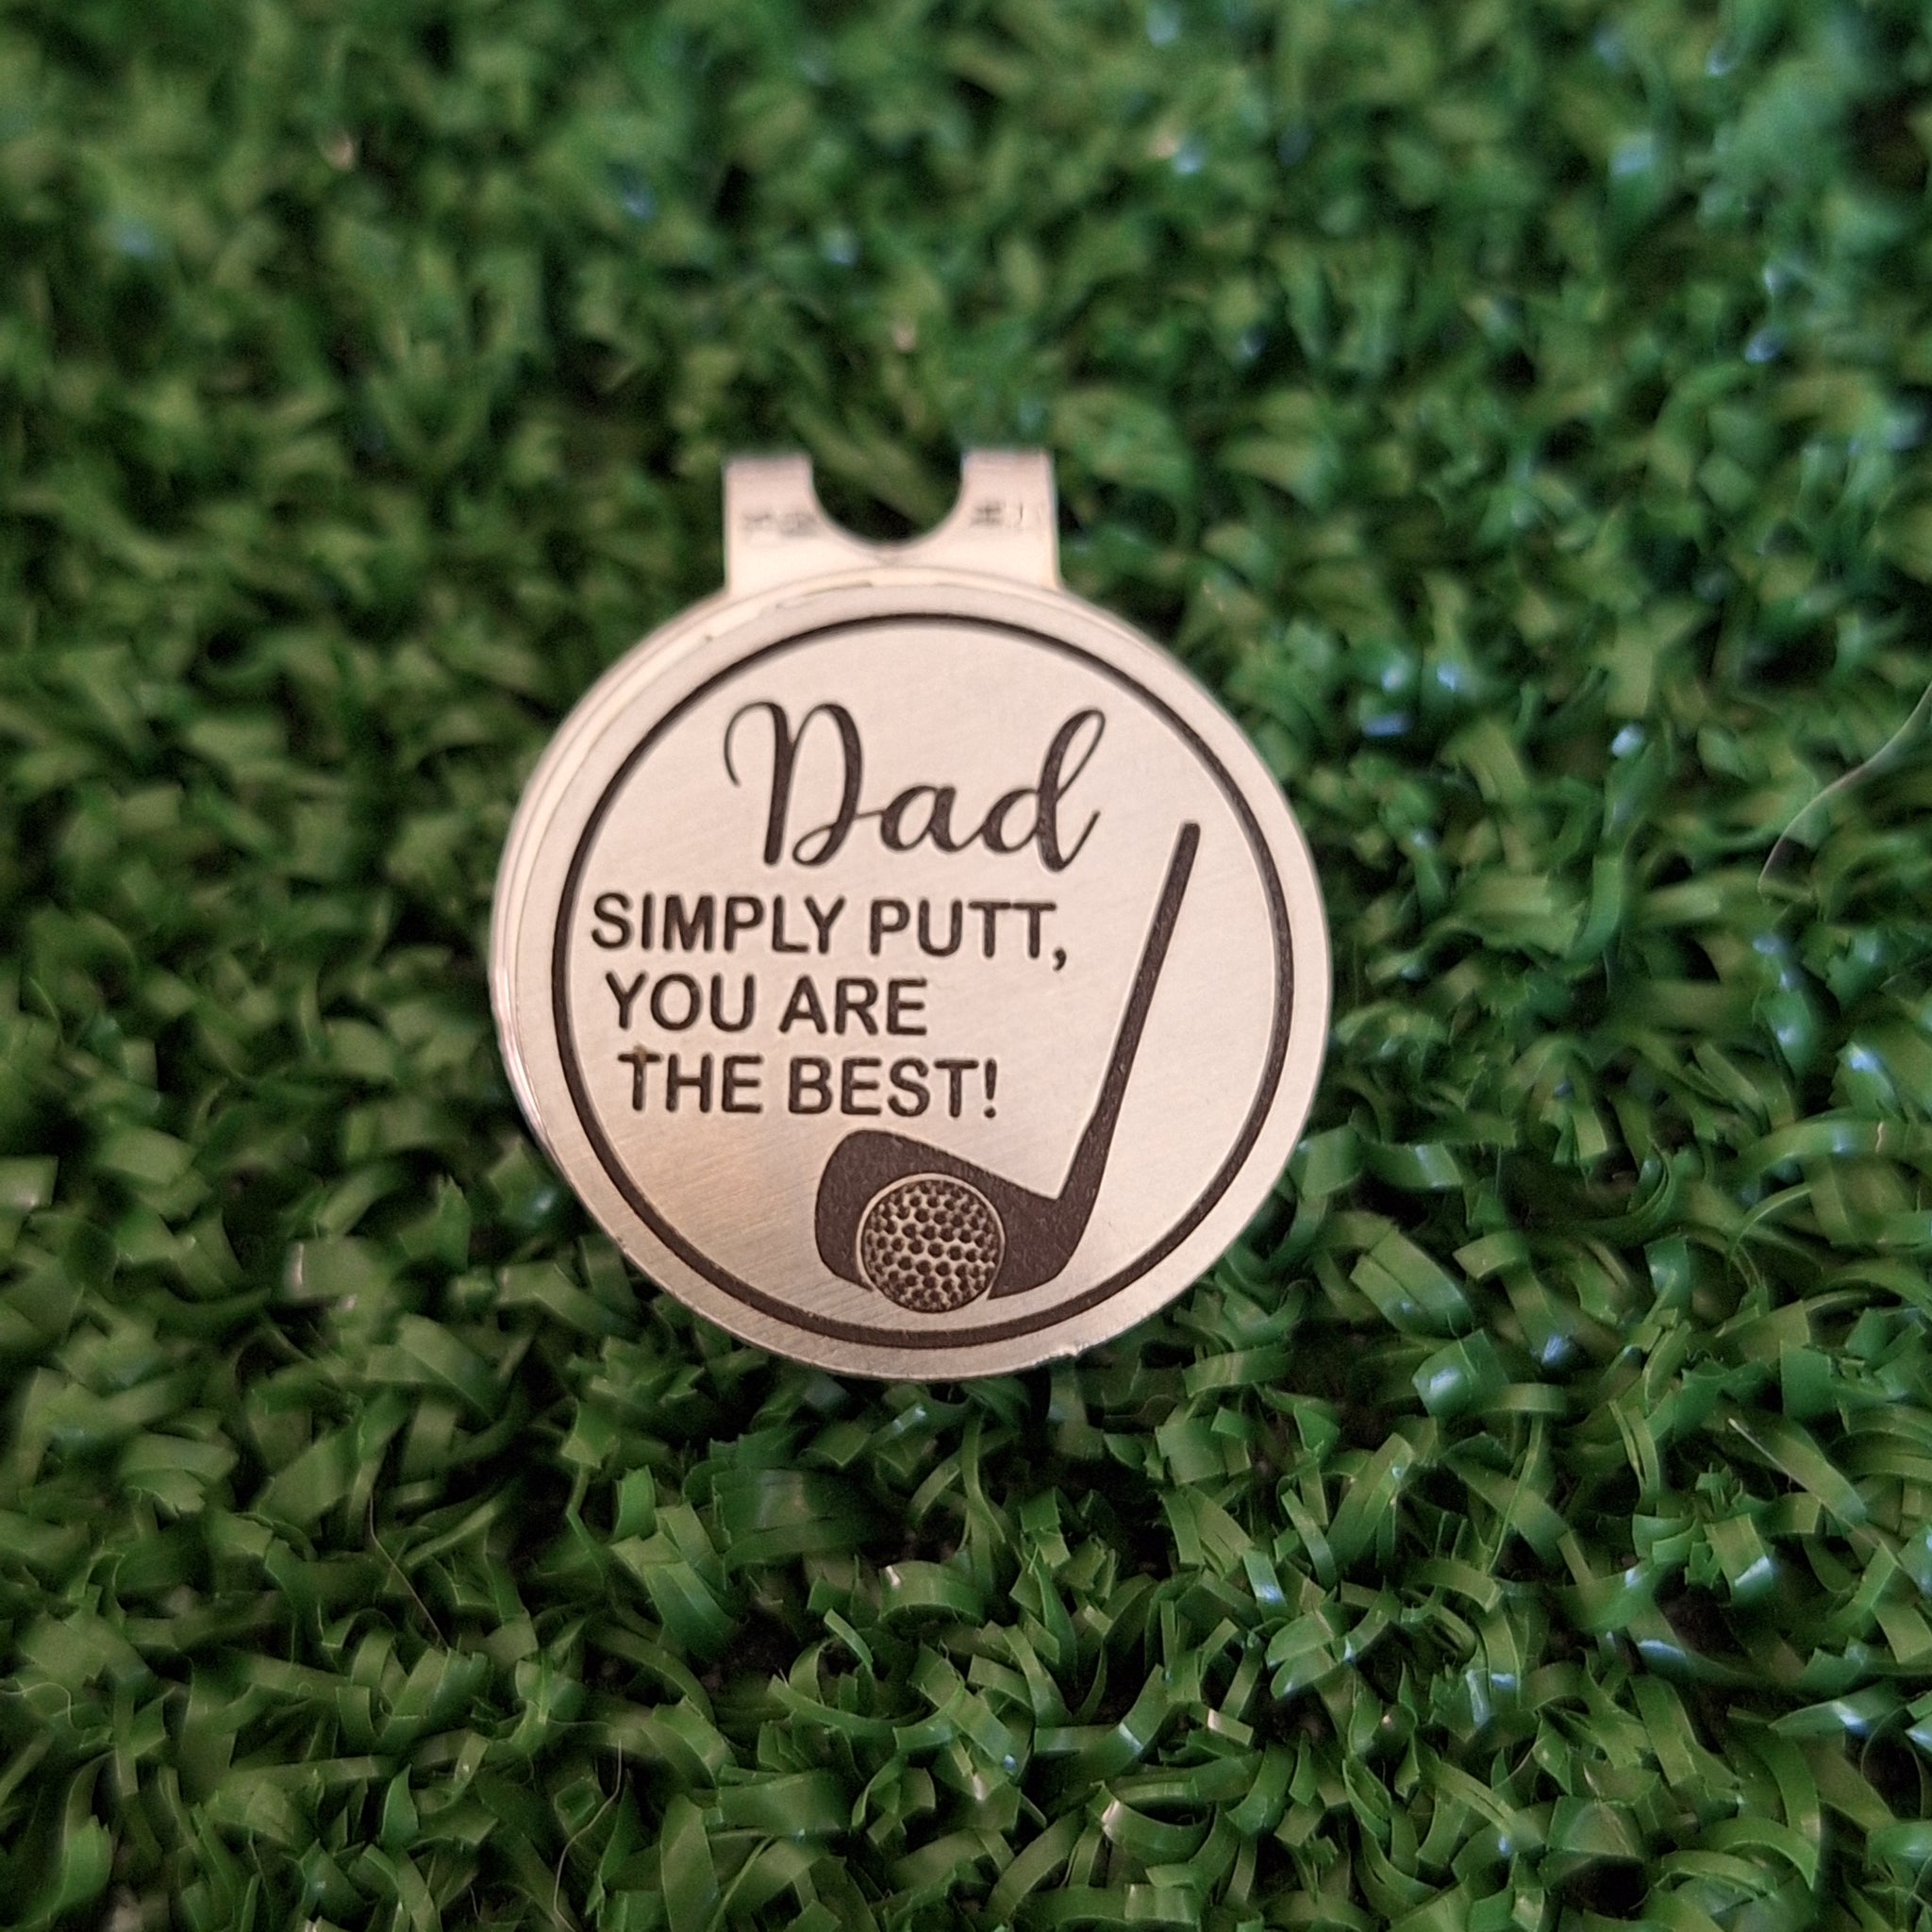 Dad
SIMPLY PUTT,
YOU ARE
THE BEST!